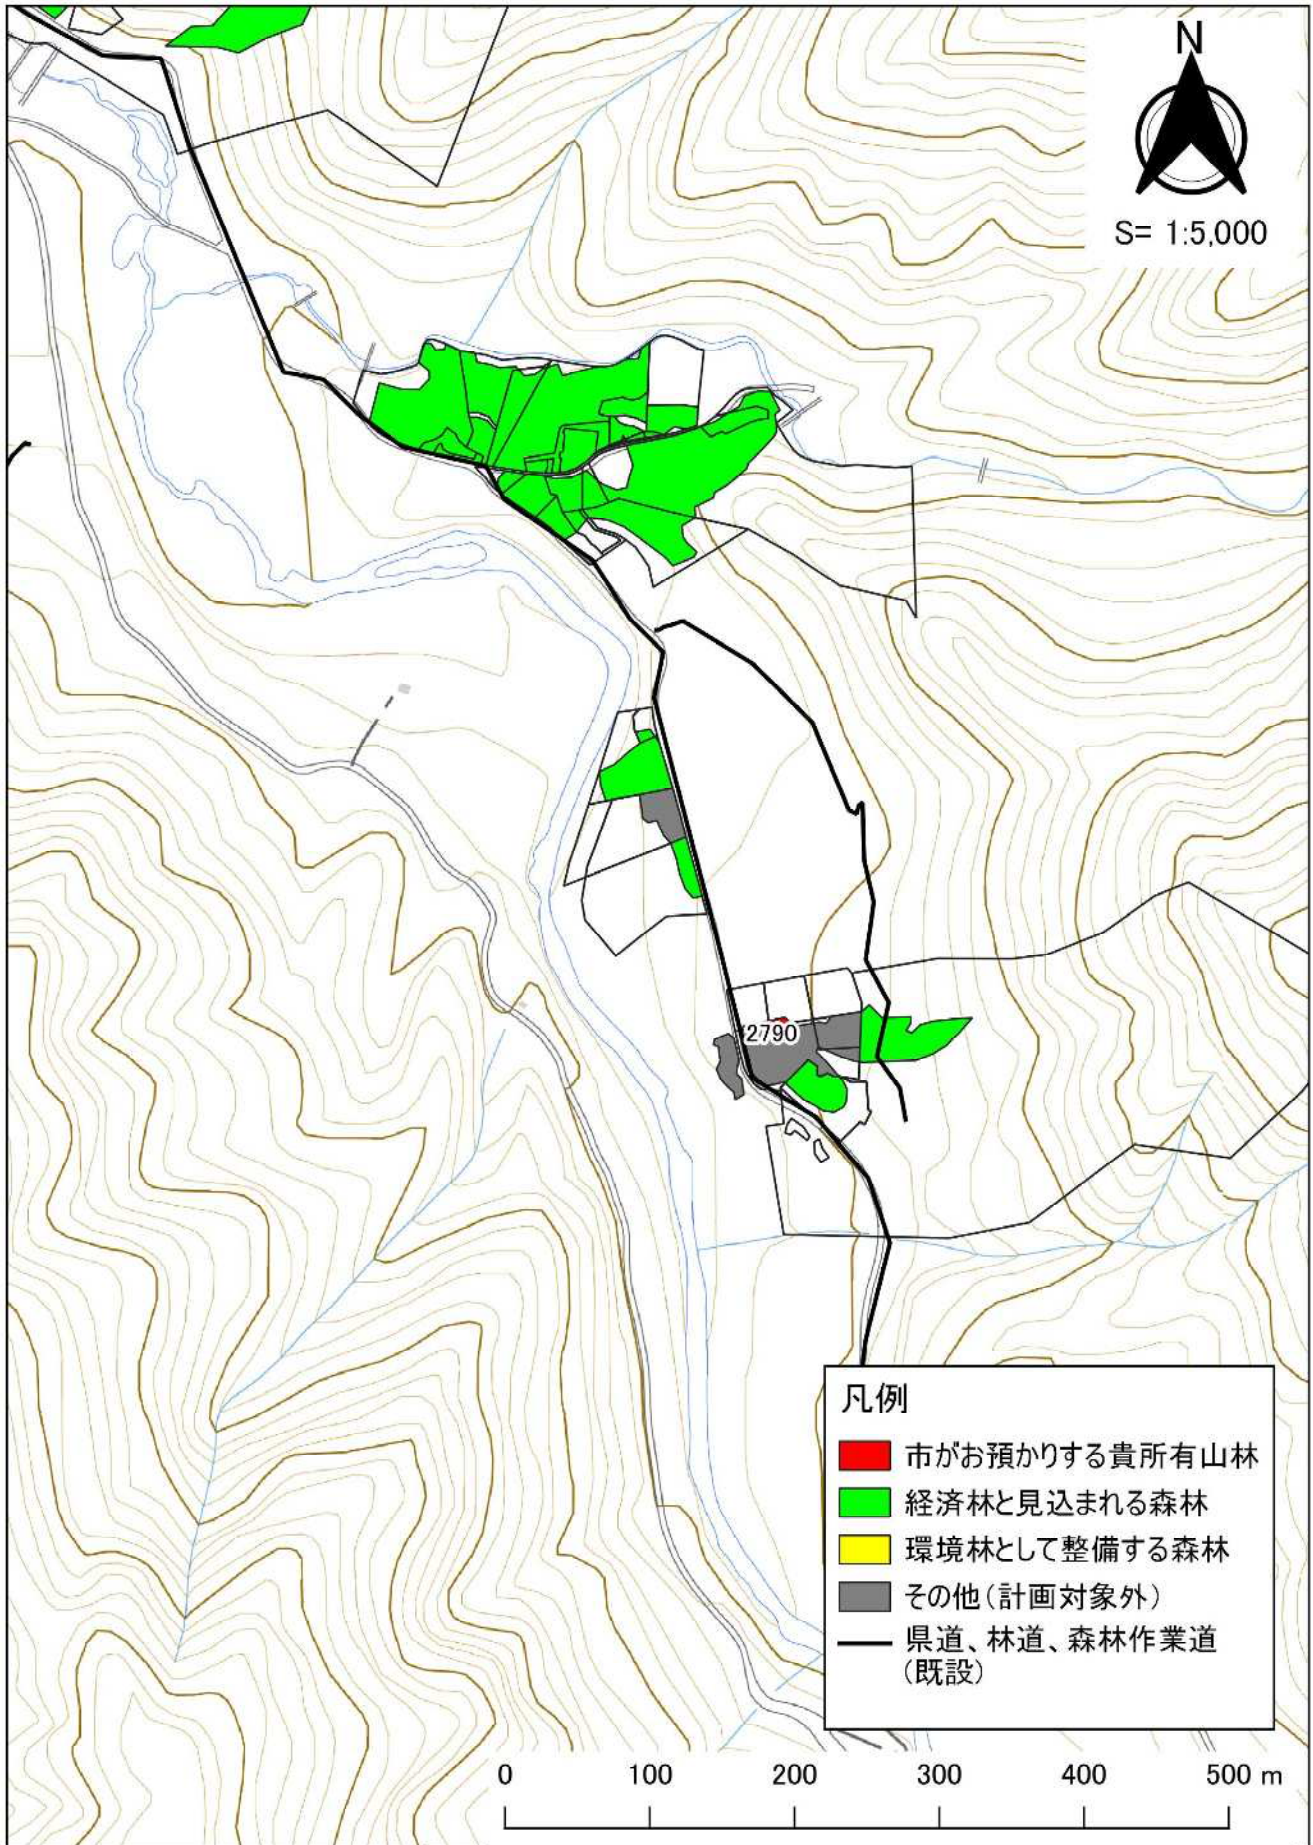 N
S= 1:5,000
2790
凡例
市がお預かりする貴所有山林
経済林と見込まれる森林
環境林として整備する森林
その他(計画対象外)
県道、林道、森林作業道
(既設)
0 100 200 300 400 500 m